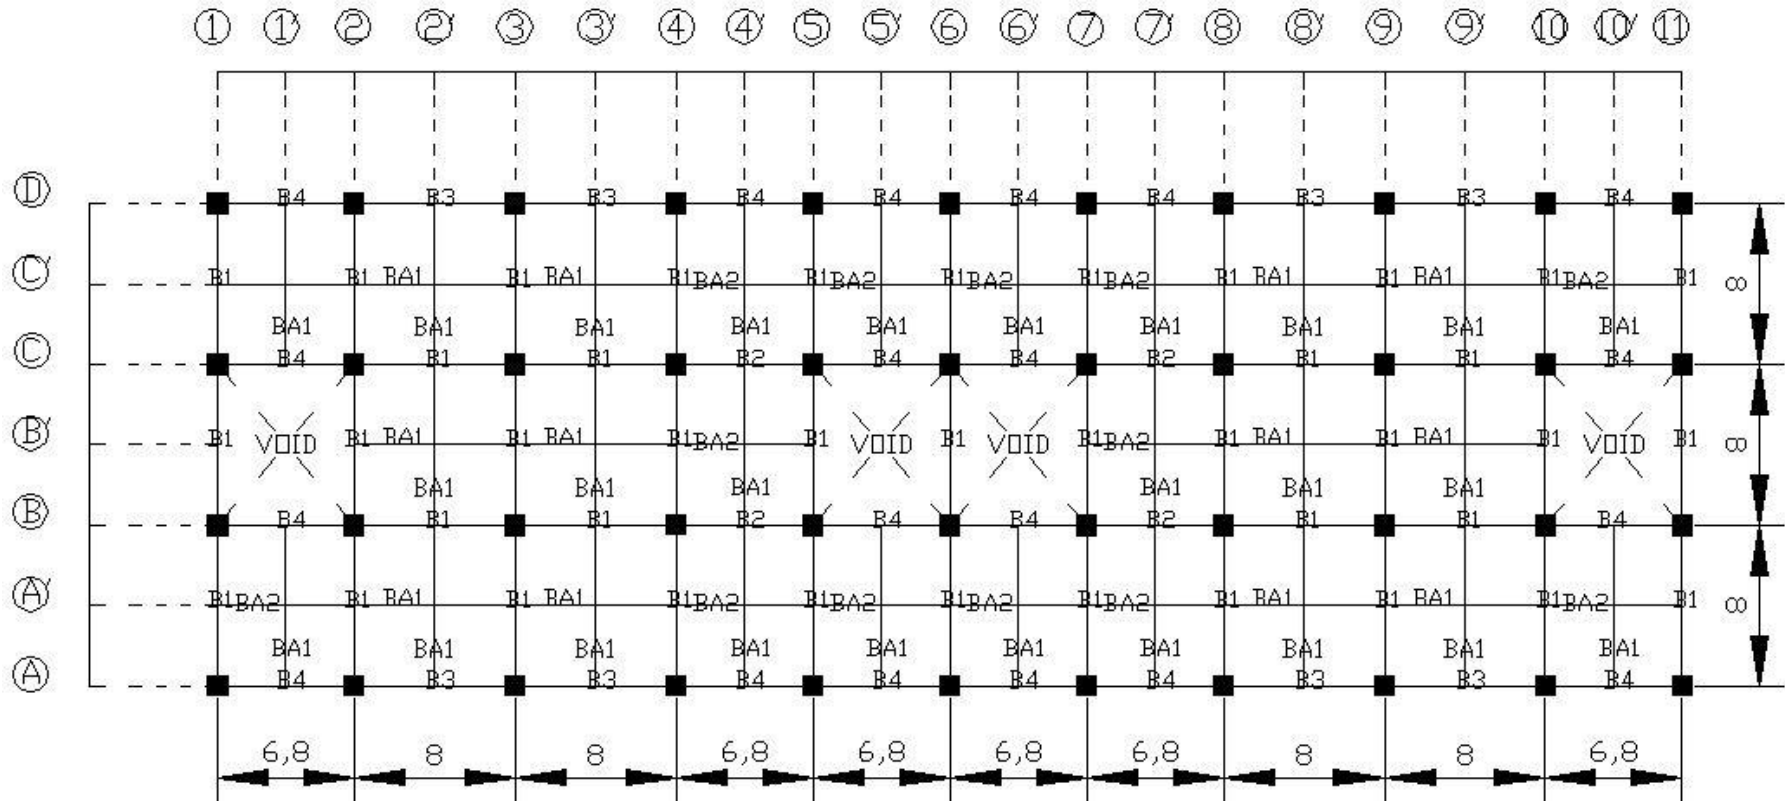 1 1' 2 2' 3 3' 4 4' 5 5' 6 6' 7 7' 8 8' 9 9' 10 10' 11
D B4 B3 B3 B4 B4 B4 B4 B3 B3 B4
C' B1 B1 BA1 B1 BA1 B1 BA2 B1 BA2 B1 BA2 B1 BA2 B1 BA1 B1 BA1 B1 BA2 B1 8
BA1 BA1 BA1 BA1 BA1 BA1 BA1 BA1 BA1 BA1
C B4 B1 B1 B2 B4 B4 B2 B1 B1 B4
B' B1 VOID B1 BA1 B1 BA1 B1 BA2 B1 VOID B1 VOID B1 BA2 B1 BA1 B1 BA1 B1 VOID B1 8
BA1 BA1 BA1 BA1 BA1 BA1
B B4 B1 B1 B2 B4 B4 B2 B1 B1 B4
A' B1 BA2 B1 BA1 B1 BA1 B1 BA2 B1 BA2 B1 BA2 B1 BA2 B1 BA1 B1 BA1 B1 BA2 B1 8
BA1 BA1 BA1 BA1 BA1 BA1 BA1 BA1 BA1 BA1
A B4 B3 B3 B4 B4 B4 B4 B3 B3 B4
6,8 8 8 6,8 6,8 6,8 6,8 8 8 6,8